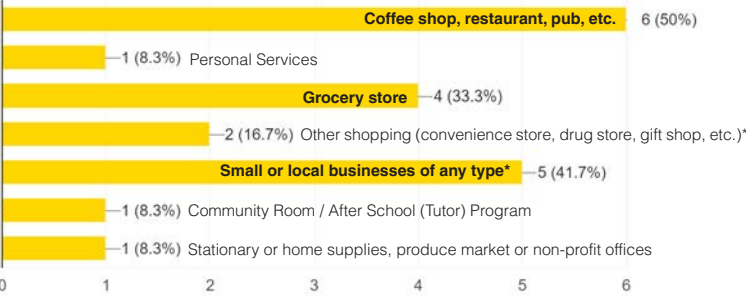 Coffee shop, restaurant, pub, etc. 6 (50%)
1 (8.3%) Personal Services
Grocery store 4 (33.3%)
2 (16.7%) Other shopping (convenience store, drug store, gift shop, etc.)*
Small or local businesses of any type* 5 (41.7%)
1 (8.3%) Community Room / After School (Tutor) Program
1 (8.3%) Stationary or home supplies, produce market or non-profit offices
0 1 2 3 4 5 6